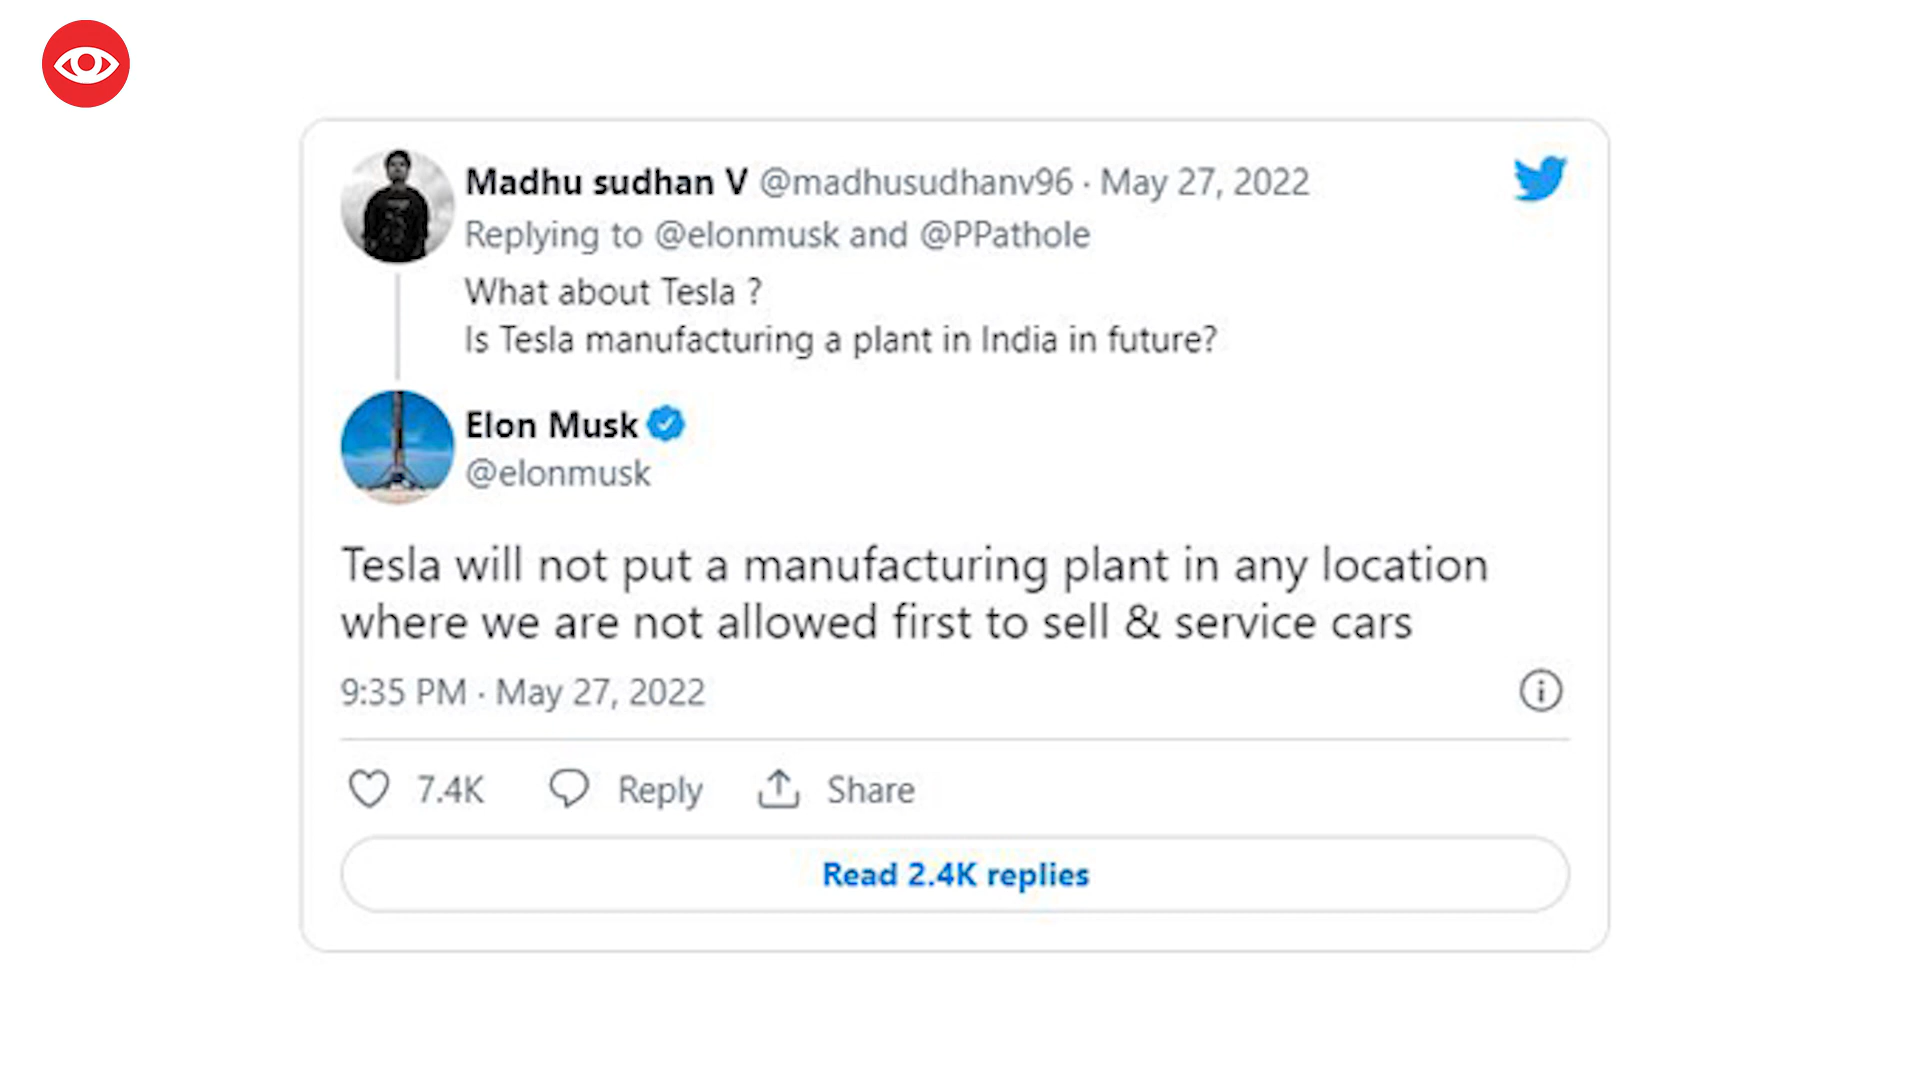 Madhu sudhan V @madhusudhanv96 · May 27, 2022
Replying to @elonmusk and @PPathole
What about Tesla ?
Is Tesla manufacturing a plant in India in future?
Elon Musk
@elonmusk
Tesla will not put a manufacturing plant in any location
where we are not allowed first to sell & service cars
9:35 PM · May 27, 2022
7.4K Reply Share
Read 2.4K replies